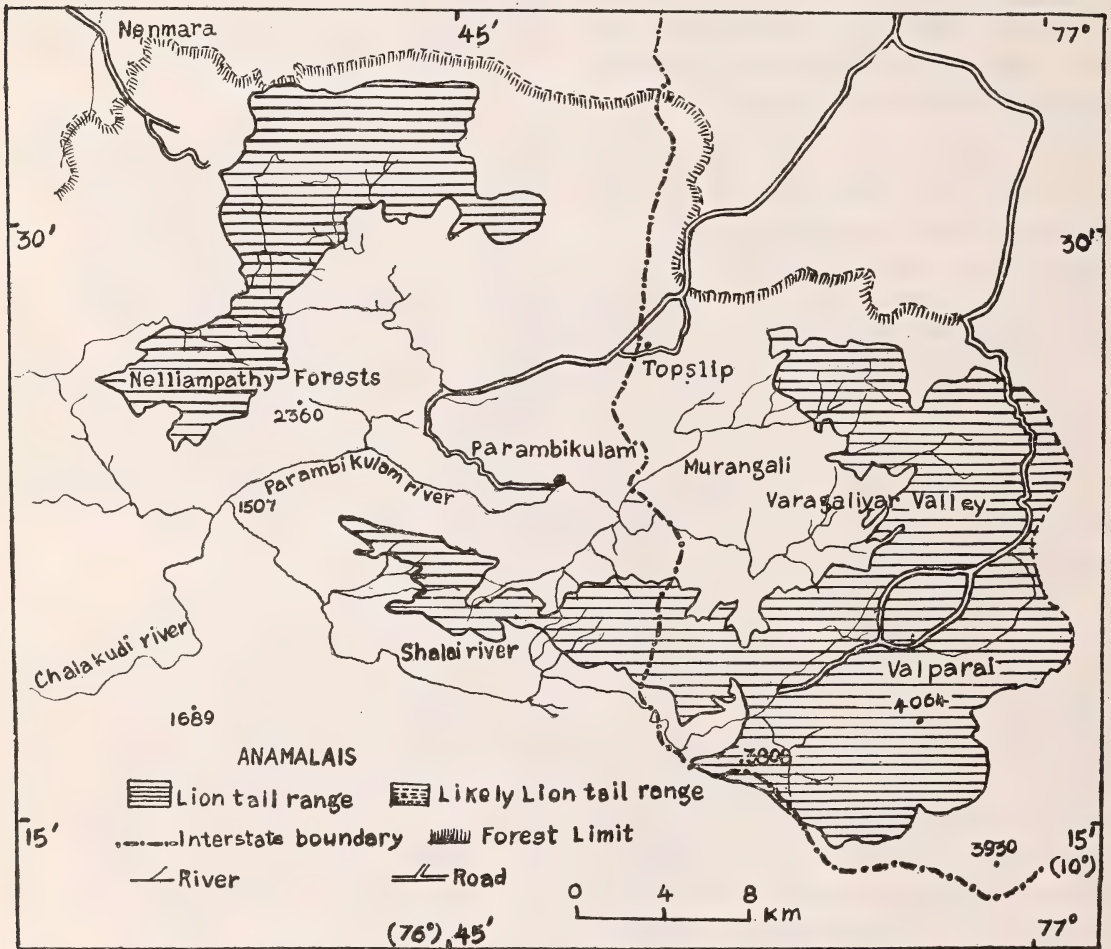 Nenmara
45'
77°
30'
30'
Topslip
Nelliampathy Forests
2360
Parambikulam
Murangali
Parambikulam river
1507
Varagaliyar Valley
Shalai river
Chalakudi river
Valparai
4064
1689
3808
ANAMALAIS
Lion tail range
Likely Lion tail range
Interstate boundary
Forest Limit
River
Road
15'
15'
(10°)
3930
0 4 8
km
(76°) 45'
77°